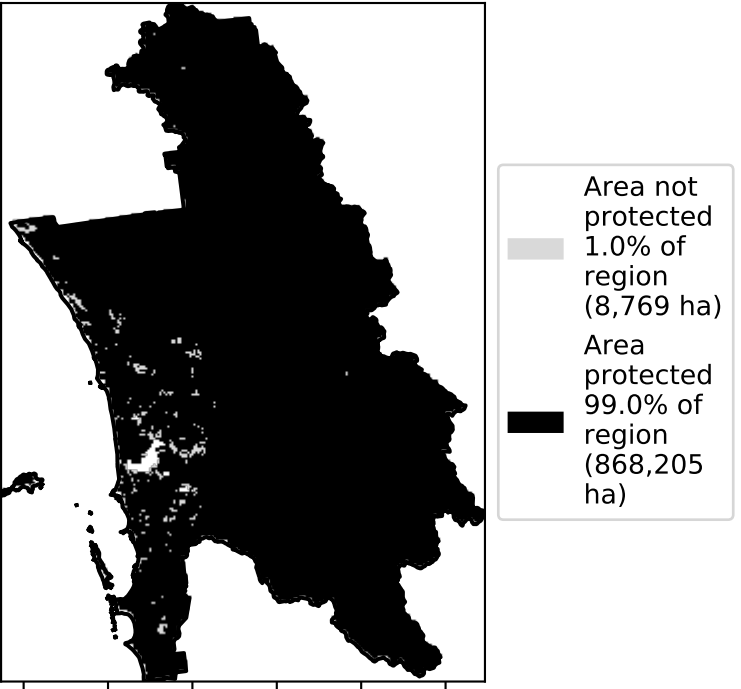 Area not
protected
1.0% of
region
(8,769 ha)
Area
protected
99.0% of
region
(868,205
ha)